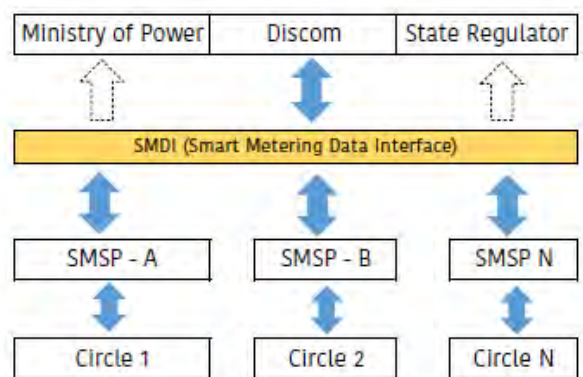 Ministry of Power Discom State Regulator
SMDI (Smart Metering Data Interface)
SMSP - A SMSP - B SMSP N
Circle 1 Circle 2 Circle N